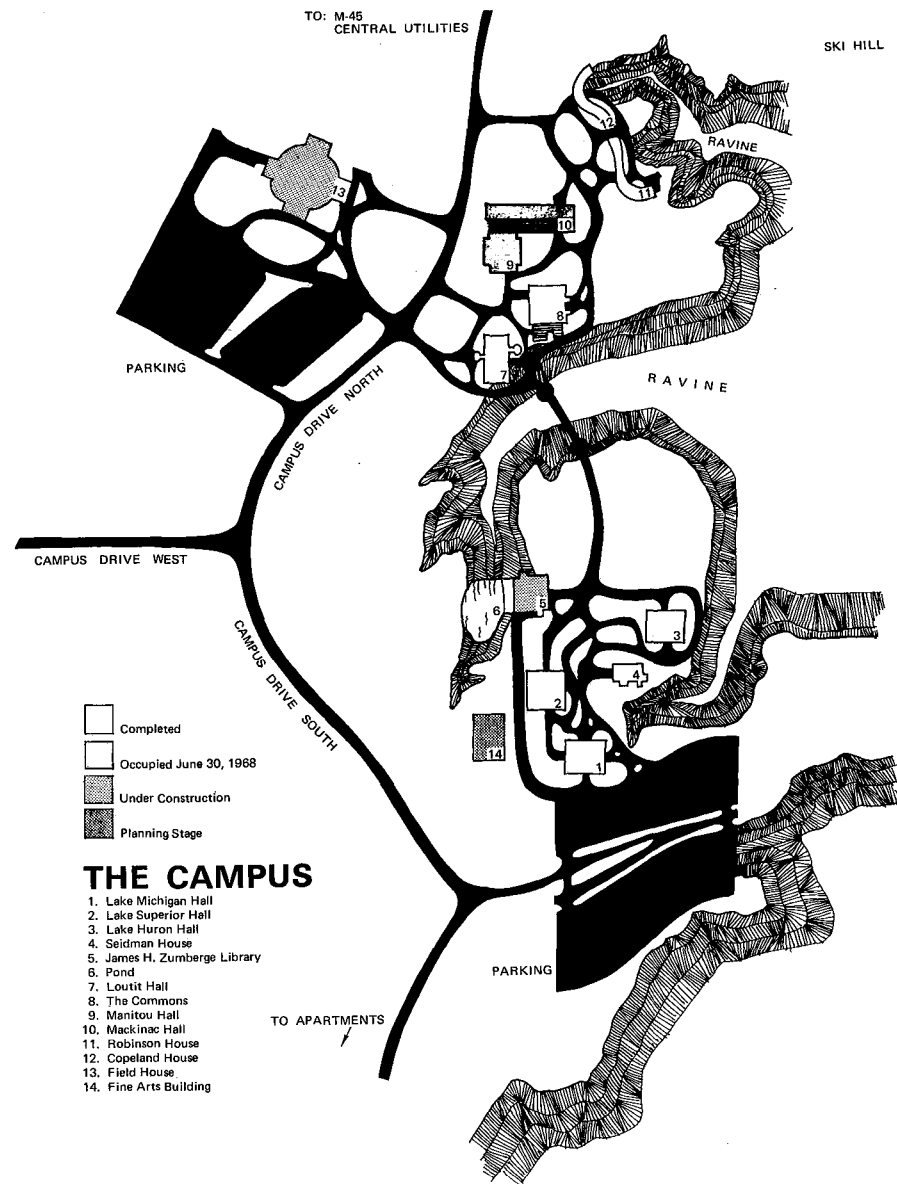 TO: M-45
CENTRAL UTILITIES
SKI HILL
RAVINE
12
11
13
10
9
8
7
PARKING
CAMPUS DRIVE NORTH
RAVINE
CAMPUS DRIVE WEST
CAMPUS DRIVE SOUTH
5
6
3
4
2
14
1
Completed
Occupied June 30, 1968
Under Construction
Planning Stage
THE CAMPUS
1. Lake Michigan Hall
2. Lake Superior Hall
3. Lake Huron Hall
4. Seidman House
5. James H. Zumberge Library
6. Pond
7. Loutit Hall
8. The Commons
9. Manitou Hall
10. Mackinac Hall
11. Robinson House
12. Copeland House
13. Field House
14. Fine Arts Building
PARKING
TO APARTMENTS